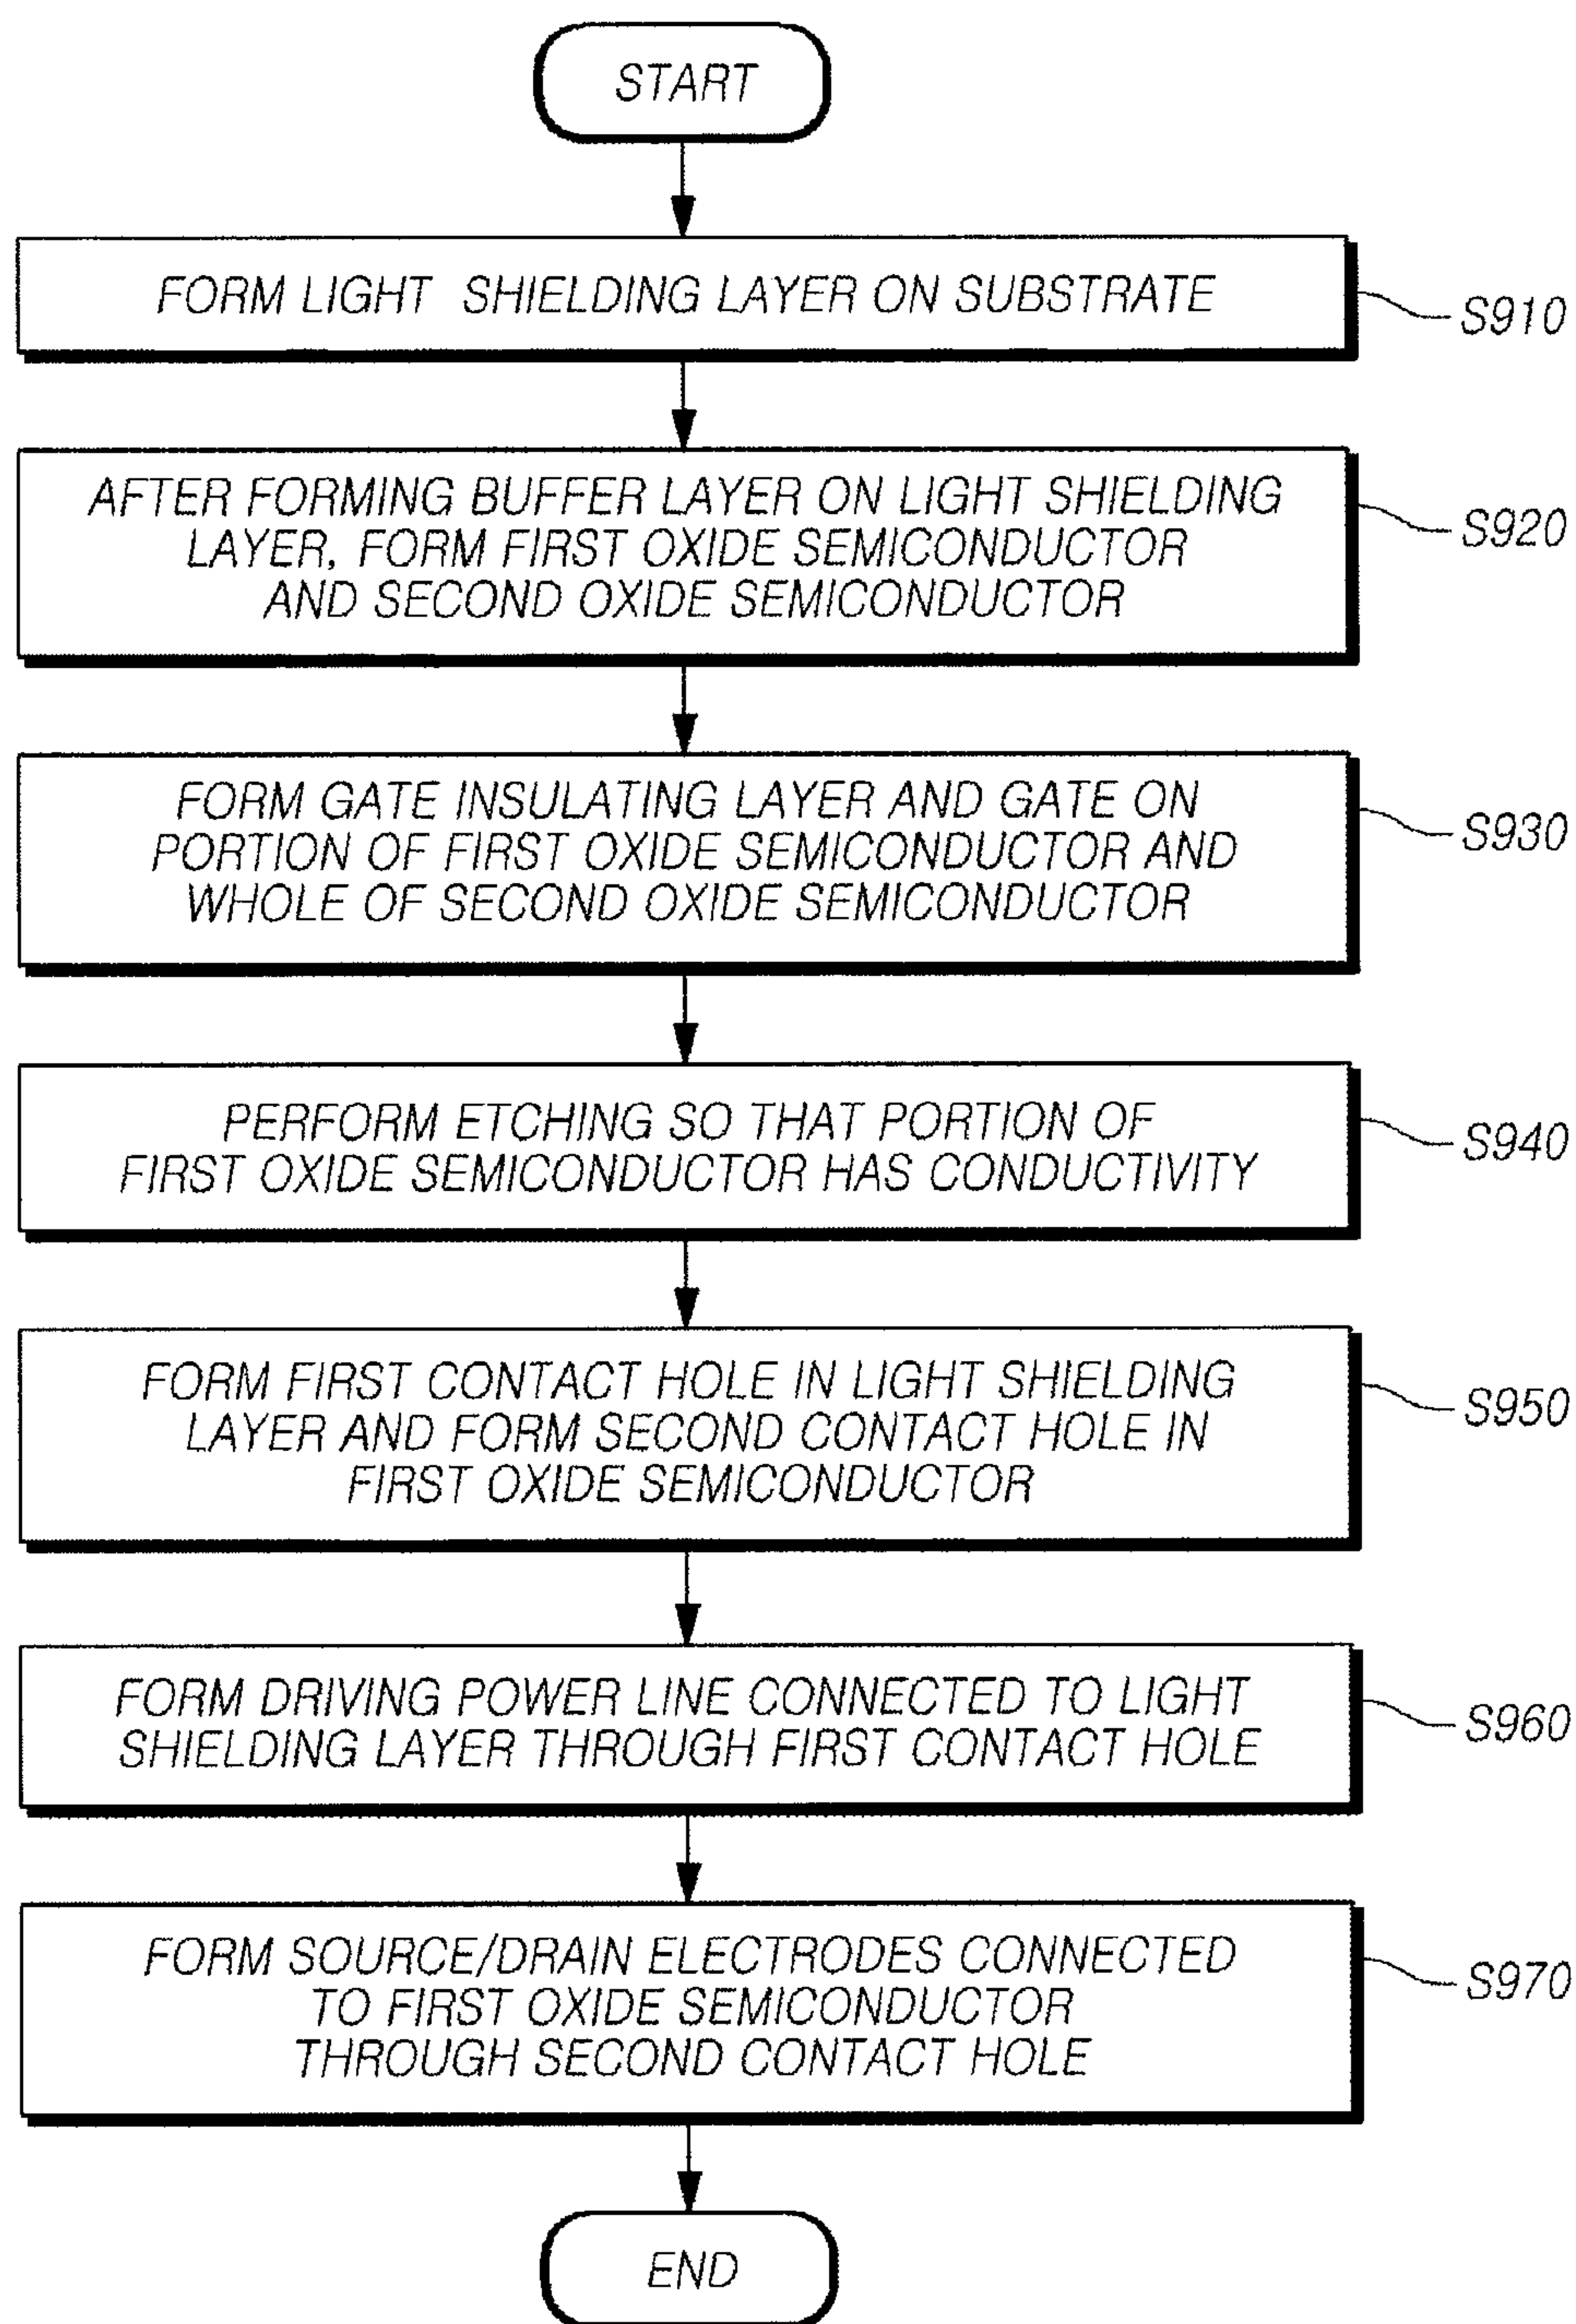 START
FORM LIGHT SHIELDING LAYER ON SUBSTRATE
S910
AFTER FORMING BUFFER LAYER ON LIGHT SHIELDING
LAYER, FORM FIRST OXIDE SEMICONDUCTOR
AND SECOND OXIDE SEMICONDUCTOR
S920
FORM GATE INSULATING LAYER AND GATE ON
PORTION OF FIRST OXIDE SEMICONDUCTOR AND
WHOLE OF SECOND OXIDE SEMICONDUCTOR
S930
PERFORM ETCHING SO THAT PORTION OF
FIRST OXIDE SEMICONDUCTOR HAS CONDUCTIVITY
S940
FORM FIRST CONTACT HOLE IN LIGHT SHIELDING
LAYER AND FORM SECOND CONTACT HOLE IN
FIRST OXIDE SEMICONDUCTOR
S950
FORM DRIVING POWER LINE CONNECTED TO LIGHT
SHIELDING LAYER THROUGH FIRST CONTACT HOLE
S960
FORM SOURCE/DRAIN ELECTRODES CONNECTED
TO FIRST OXIDE SEMICONDUCTOR
THROUGH SECOND CONTACT HOLE
S970
END